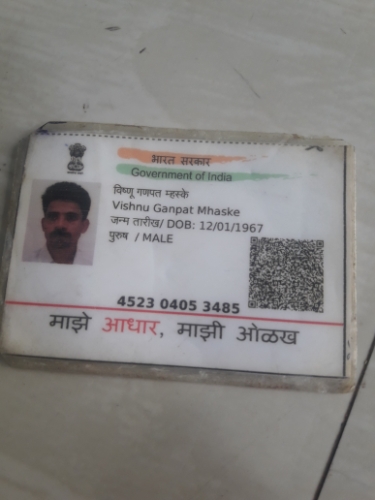 भारत सरकार
Government of India
विष्णू गणपत म्हस्के
Vishnu Ganpat Mhaske
जन्म तारीख/ DOB: 12/01/1967
पुरुष / MALE
4523 0405 3485
माझे आधार, माझी ओळख